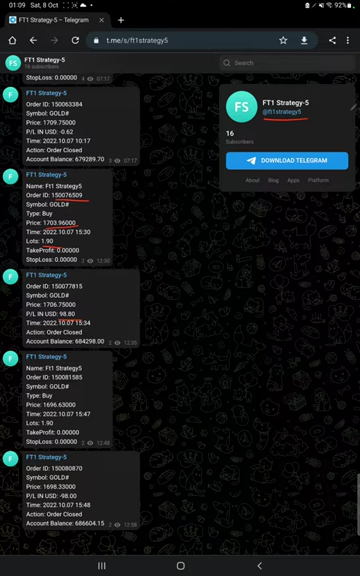 01:09 Sat, 8 Oct
92%
FT1 Strategy-5 – Telegram
t.me/s/ft1strategy5
FT1 Strategy-5
16 subscribers
Search
StopLoss: 0.00000
4 07:17
FT1 Strategy-5
Order ID: 150063384
Symbol: GOLD#
Price: 1709.75000
P/L IN USD: -0.62
Time: 2022.10.07 10:17
Action: Order Closed
Account Balance: 679289.70
3 07:17
FT1 Strategy-5
Name: Ft1 Strategy5
Order ID: 150076509
Symbol: GOLD#
Type: Buy
Price: 1703.96000
Time: 2022.10.07 15:30
Lots: 1.90
TakeProfit: 0.00000
StopLoss: 0.00000
2 12:30
FT1 Strategy-5
Order ID: 150077815
Symbol: GOLD#
Price: 1706.75000
P/L IN USD: 98.80
Time: 2022.10.07 15:34
Action: Order Closed
Account Balance: 684298.00
2 12:35
FT1 Strategy-5
Name: Ft1 Strategy5
Order ID: 150081585
Symbol: GOLD#
Type: Buy
Price: 1696.63000
Time: 2022.10.07 15:47
Lots: 1.90
TakeProfit: 0.00000
StopLoss: 0.00000
2 12:48
FT1 Strategy-5
Order ID: 150080870
Symbol: GOLD#
Price: 1698.33000
P/L IN USD: -98.00
Time: 2022.10.07 15:48
Action: Order Closed
Account Balance: 686604.15
2 12:56
FS
FT1 Strategy-5
@ft1strategy5
16
Subscribers
DOWNLOAD TELEGRAM
About Blog Apps Platform